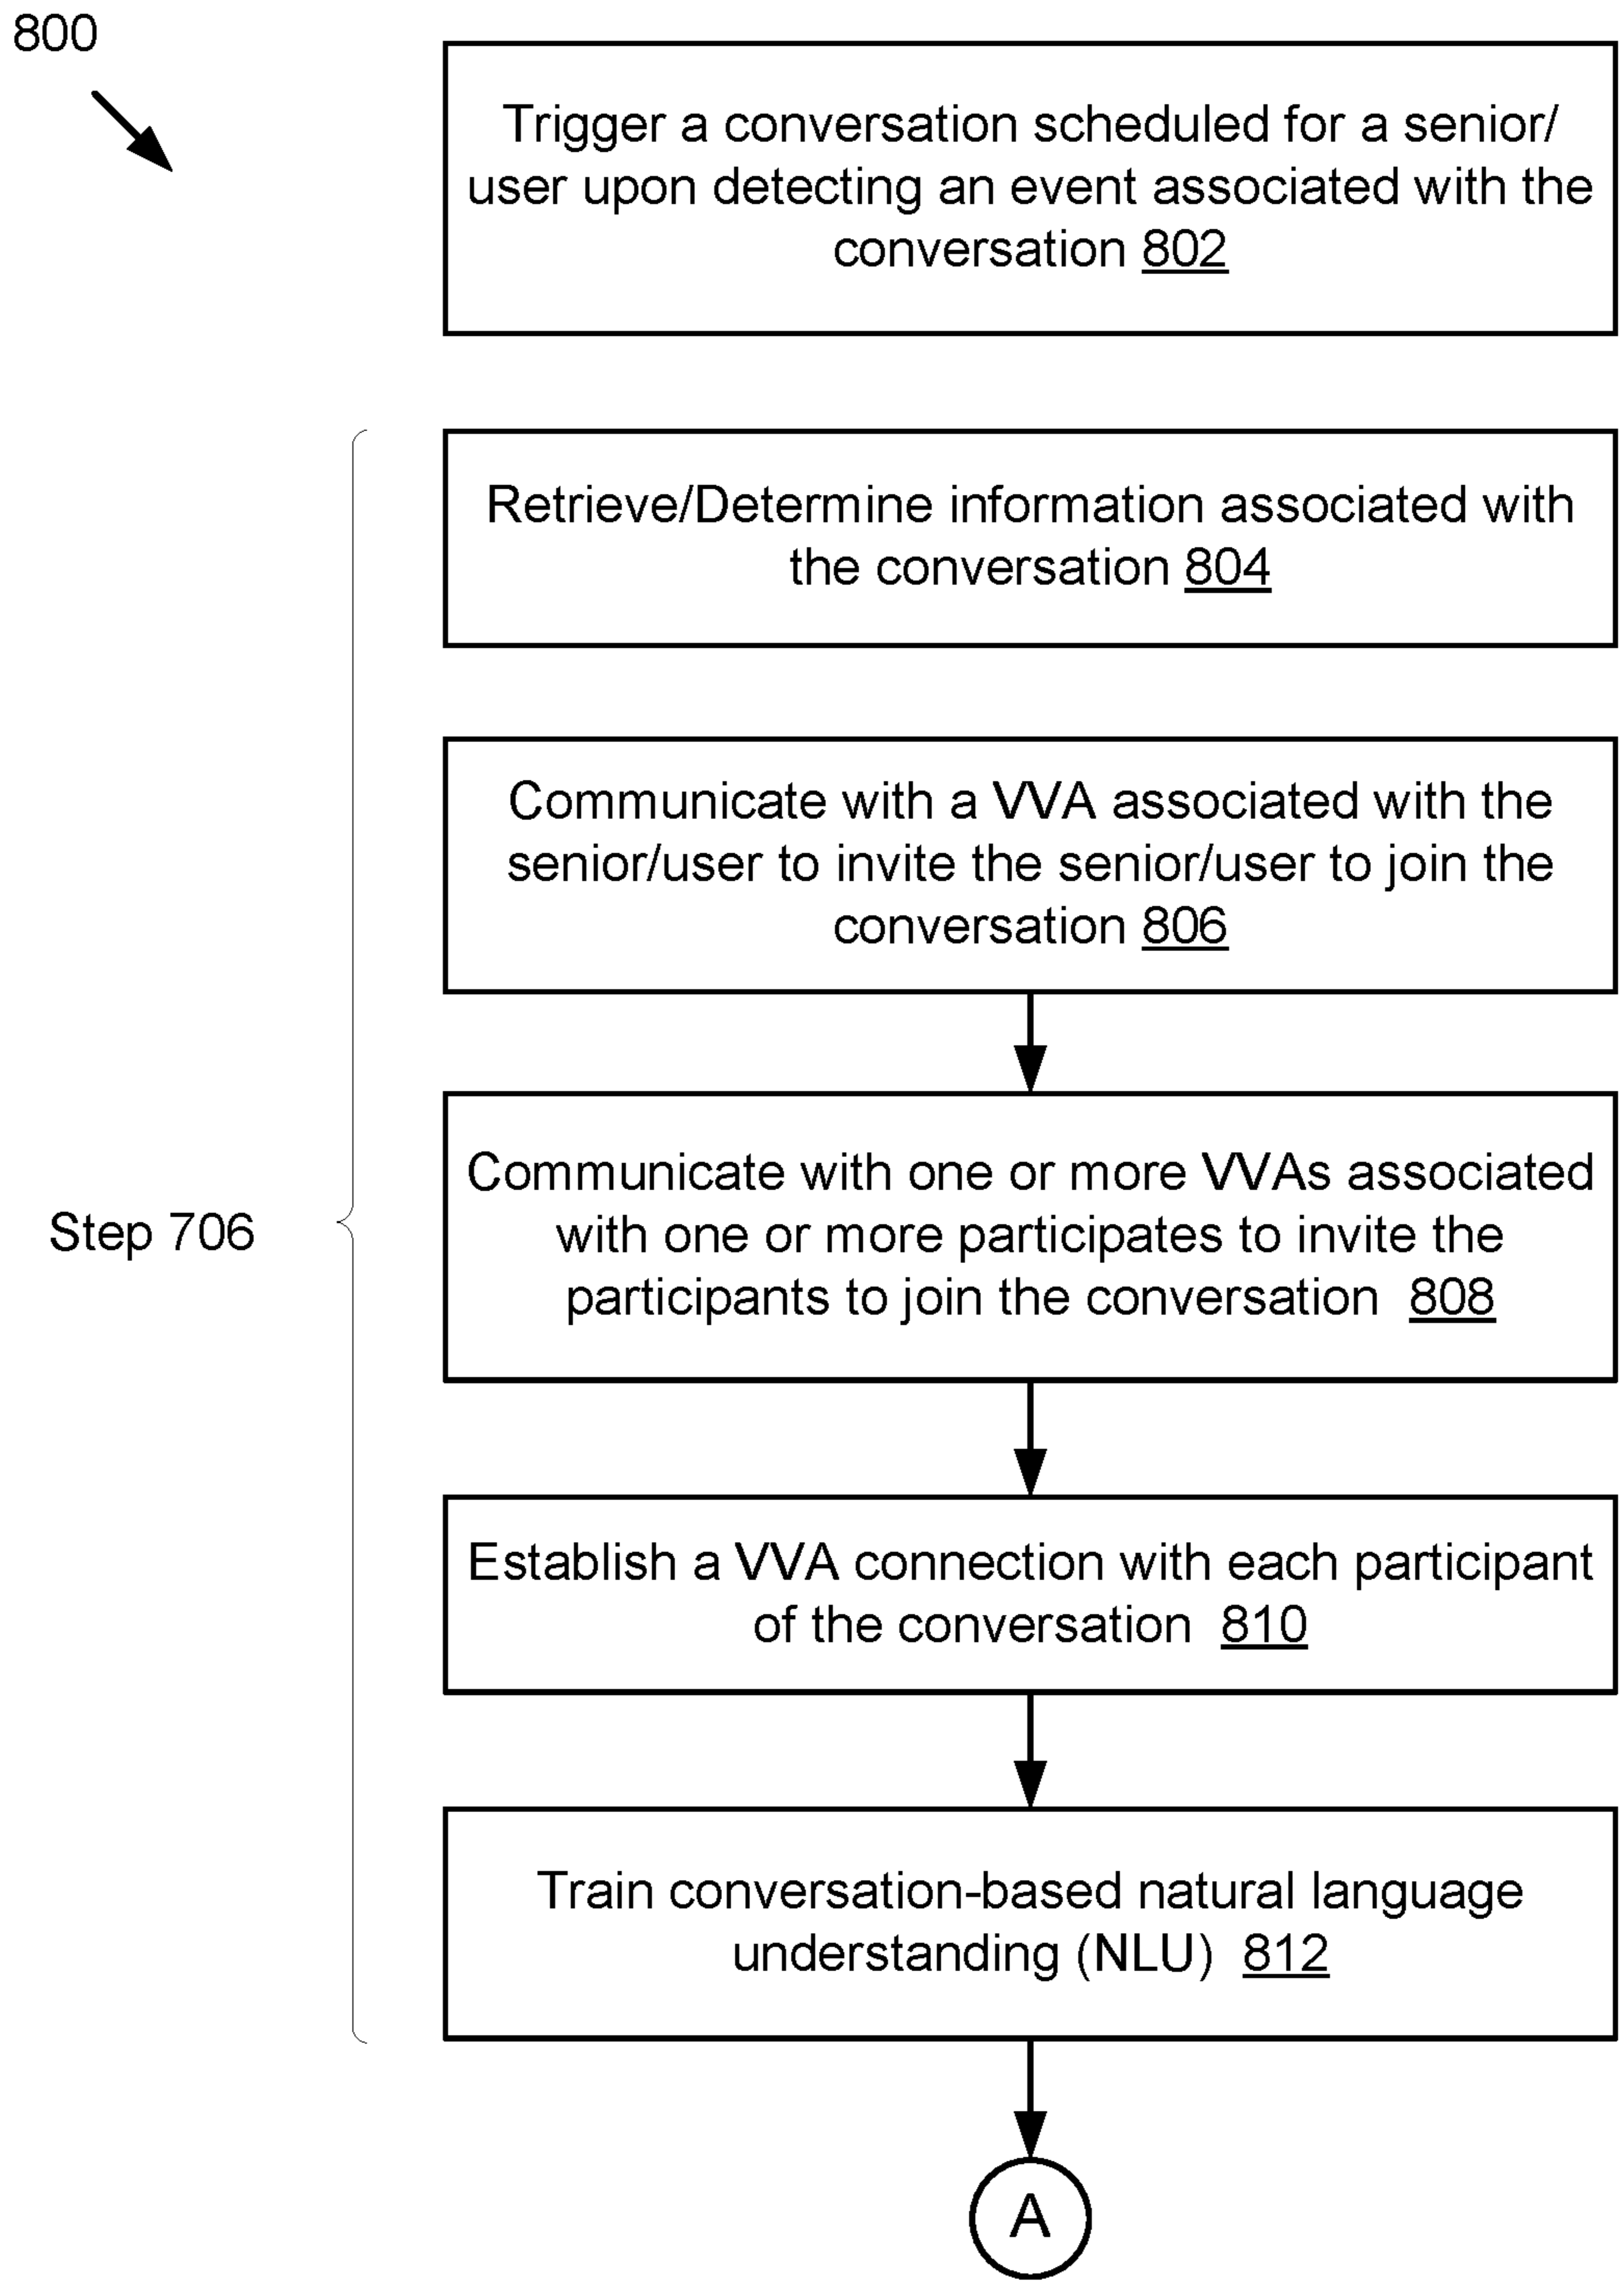 800
Trigger a conversation scheduled for a senior/
user upon detecting an event associated with the
conversation 802
Retrieve/Determine information associated with
the conversation 804
Communicate with a VVA associated with the
senior/user to invite the senior/user to join the
conversation 806
Communicate with one or more VVAs associated
with one or more participates to invite the
participants to join the conversation 808
Step 706
Establish a VVA connection with each participant
of the conversation 810
Train conversation-based natural language
understanding (NLU) 812
A